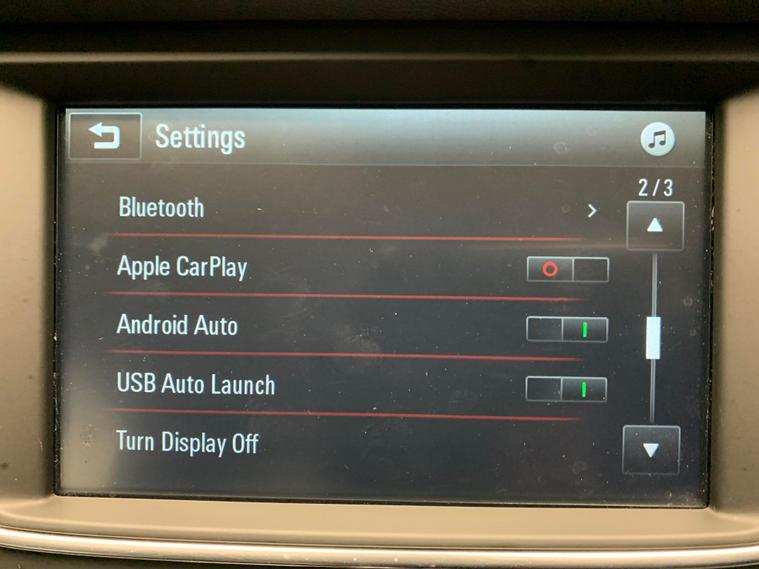 Settings
2/3
Bluetooth
Apple CarPlay
Android Auto
USB Auto Launch
Turn Display Off